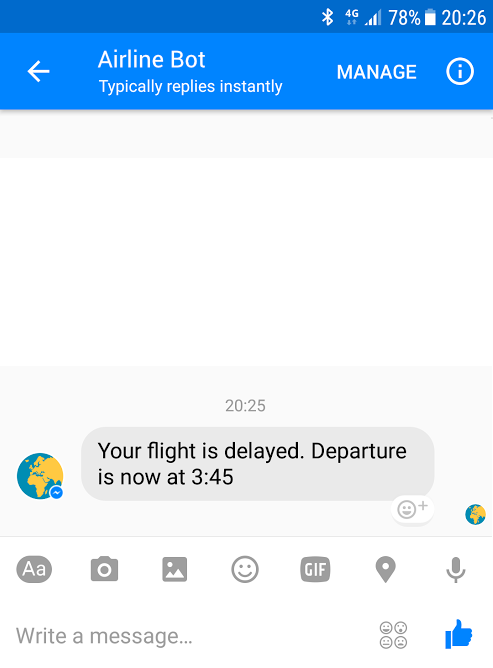 4G 78% 20:26
Airline Bot
Typically replies instantly
MANAGE
20:25
Your flight is delayed. Departure
is now at 3:45
Aa
GIF
Write a message...